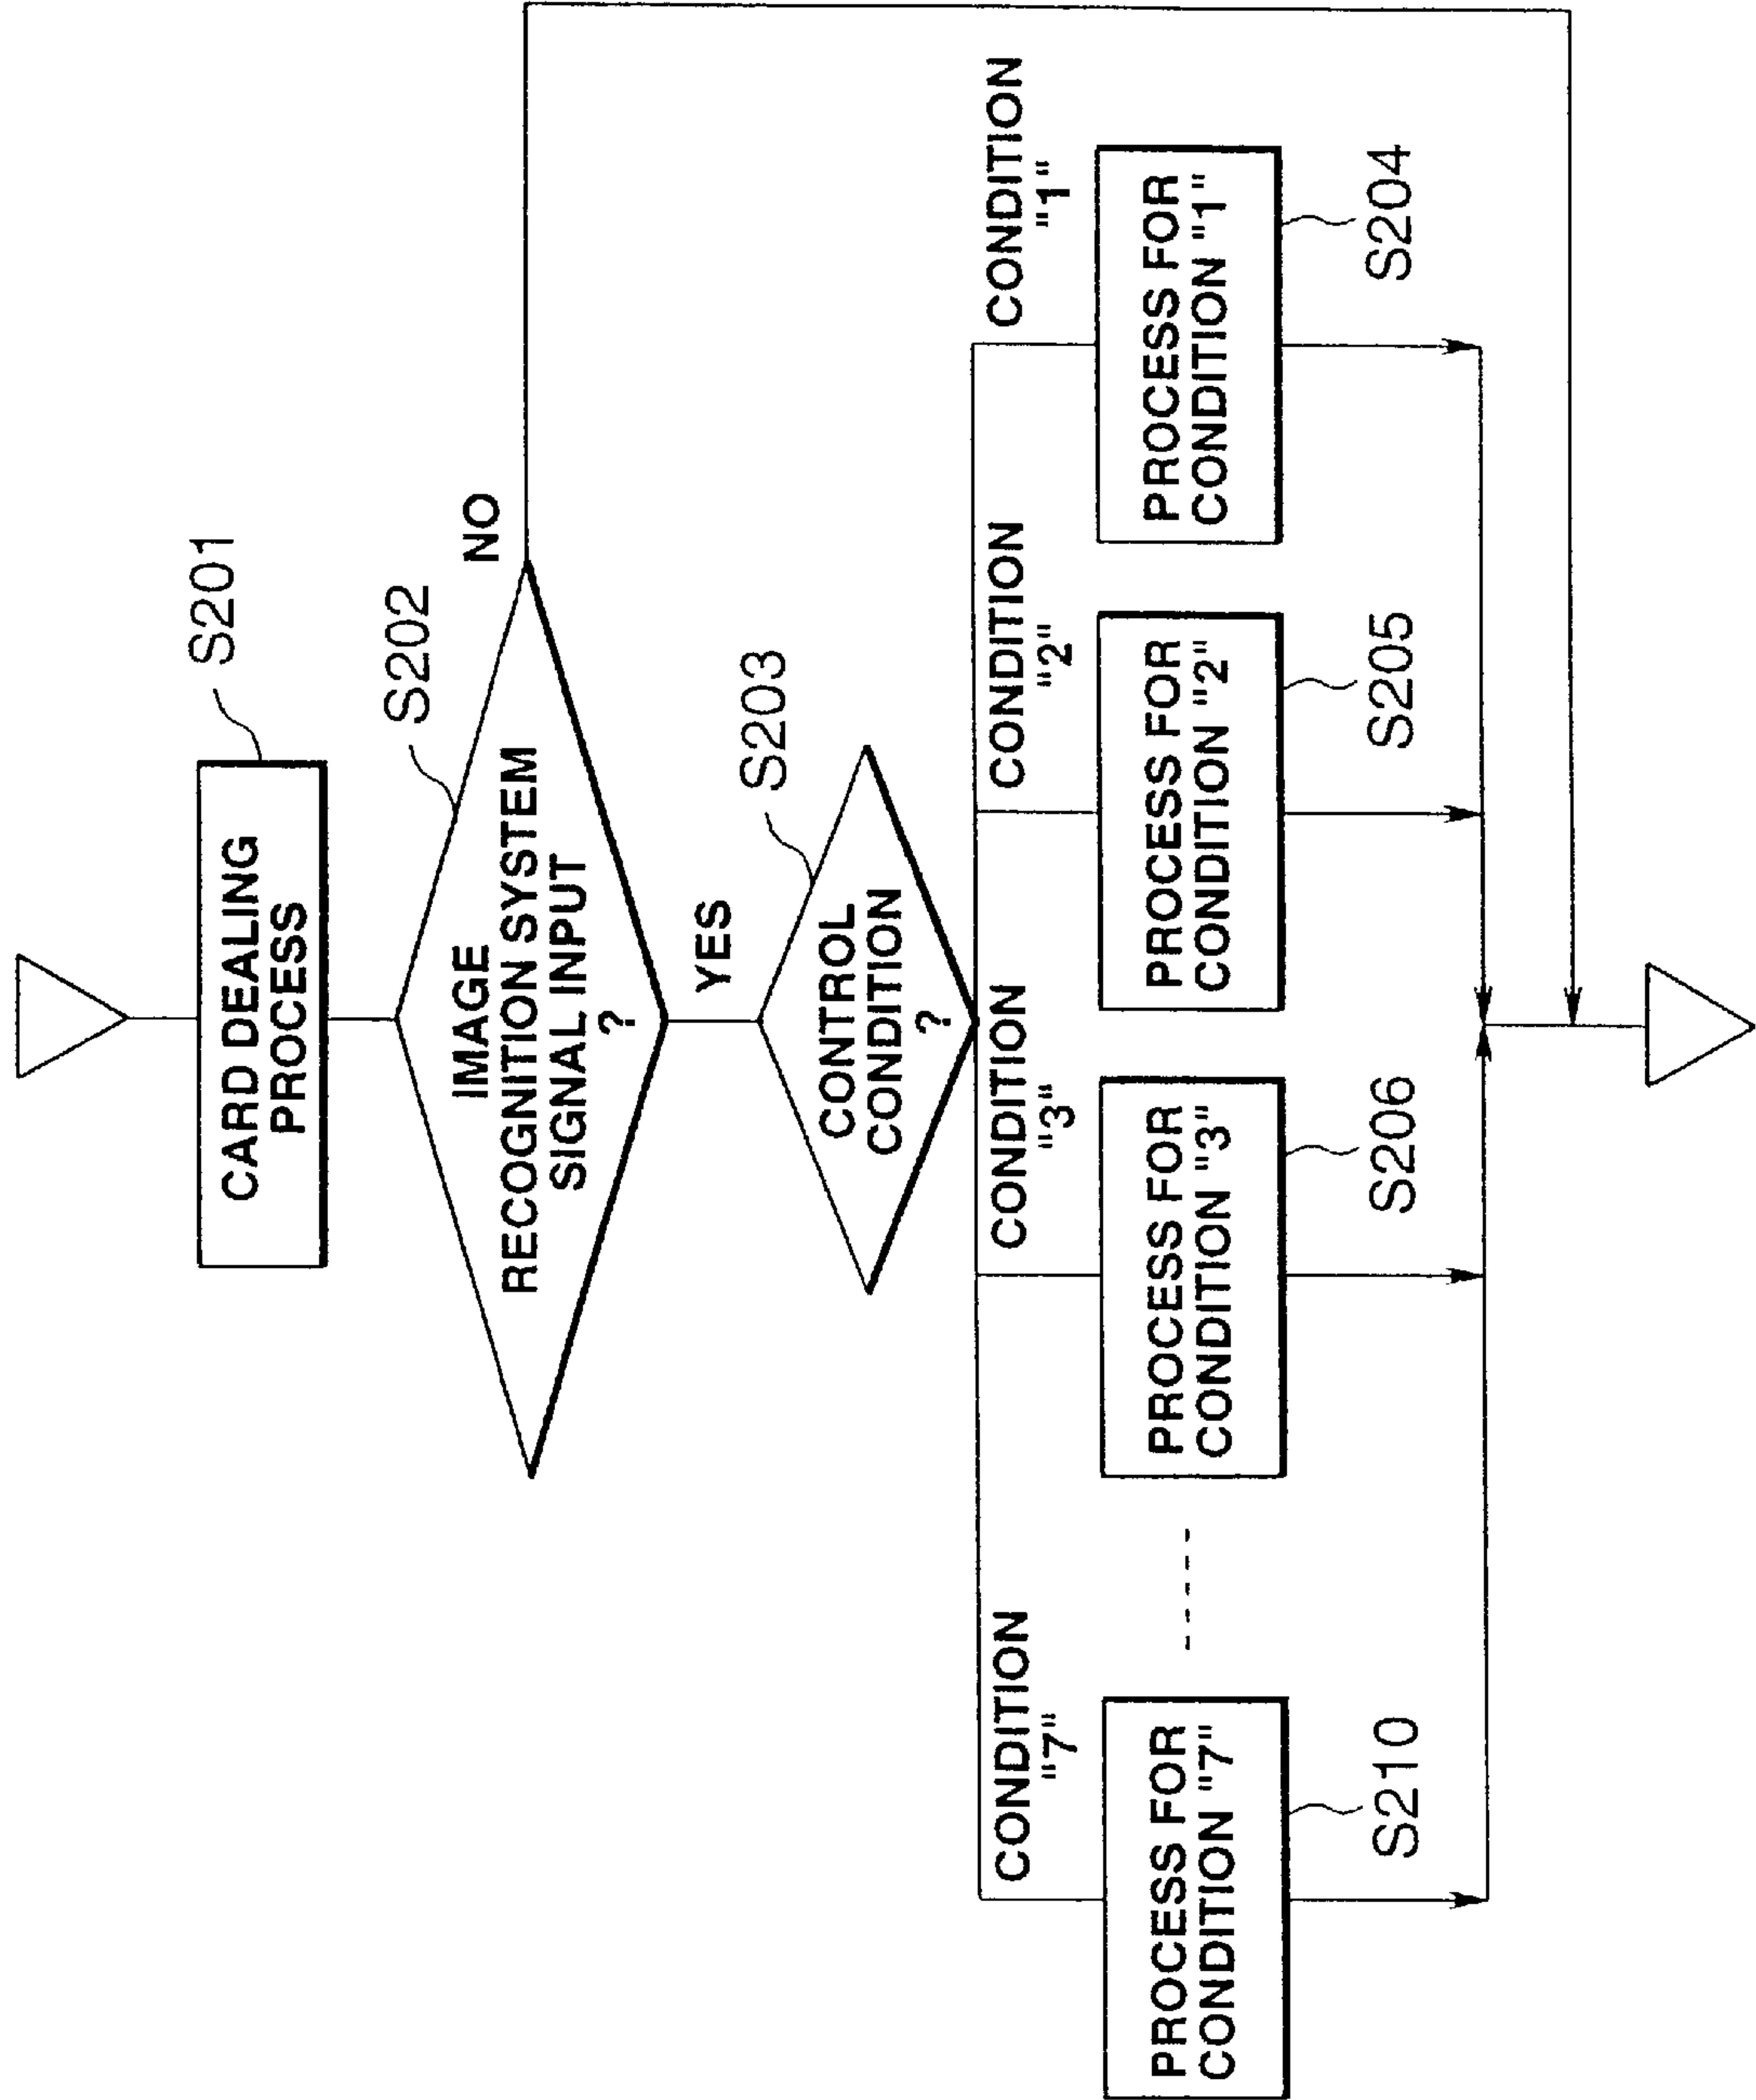 S201
CARD DEALING
PROCESS
S202
IMAGE
RECOGNITION SYSTEM
SIGNAL INPUT
?
NO
YES
S203
CONTROL
CONDITION
?
CONDITION
"7"
CONDITION
"3"
CONDITION
"2"
CONDITION
"1"
PROCESS FOR
CONDITION "7"
S210
PROCESS FOR
CONDITION "3"
S206
PROCESS FOR
CONDITION "2"
S205
PROCESS FOR
CONDITION "1"
S204